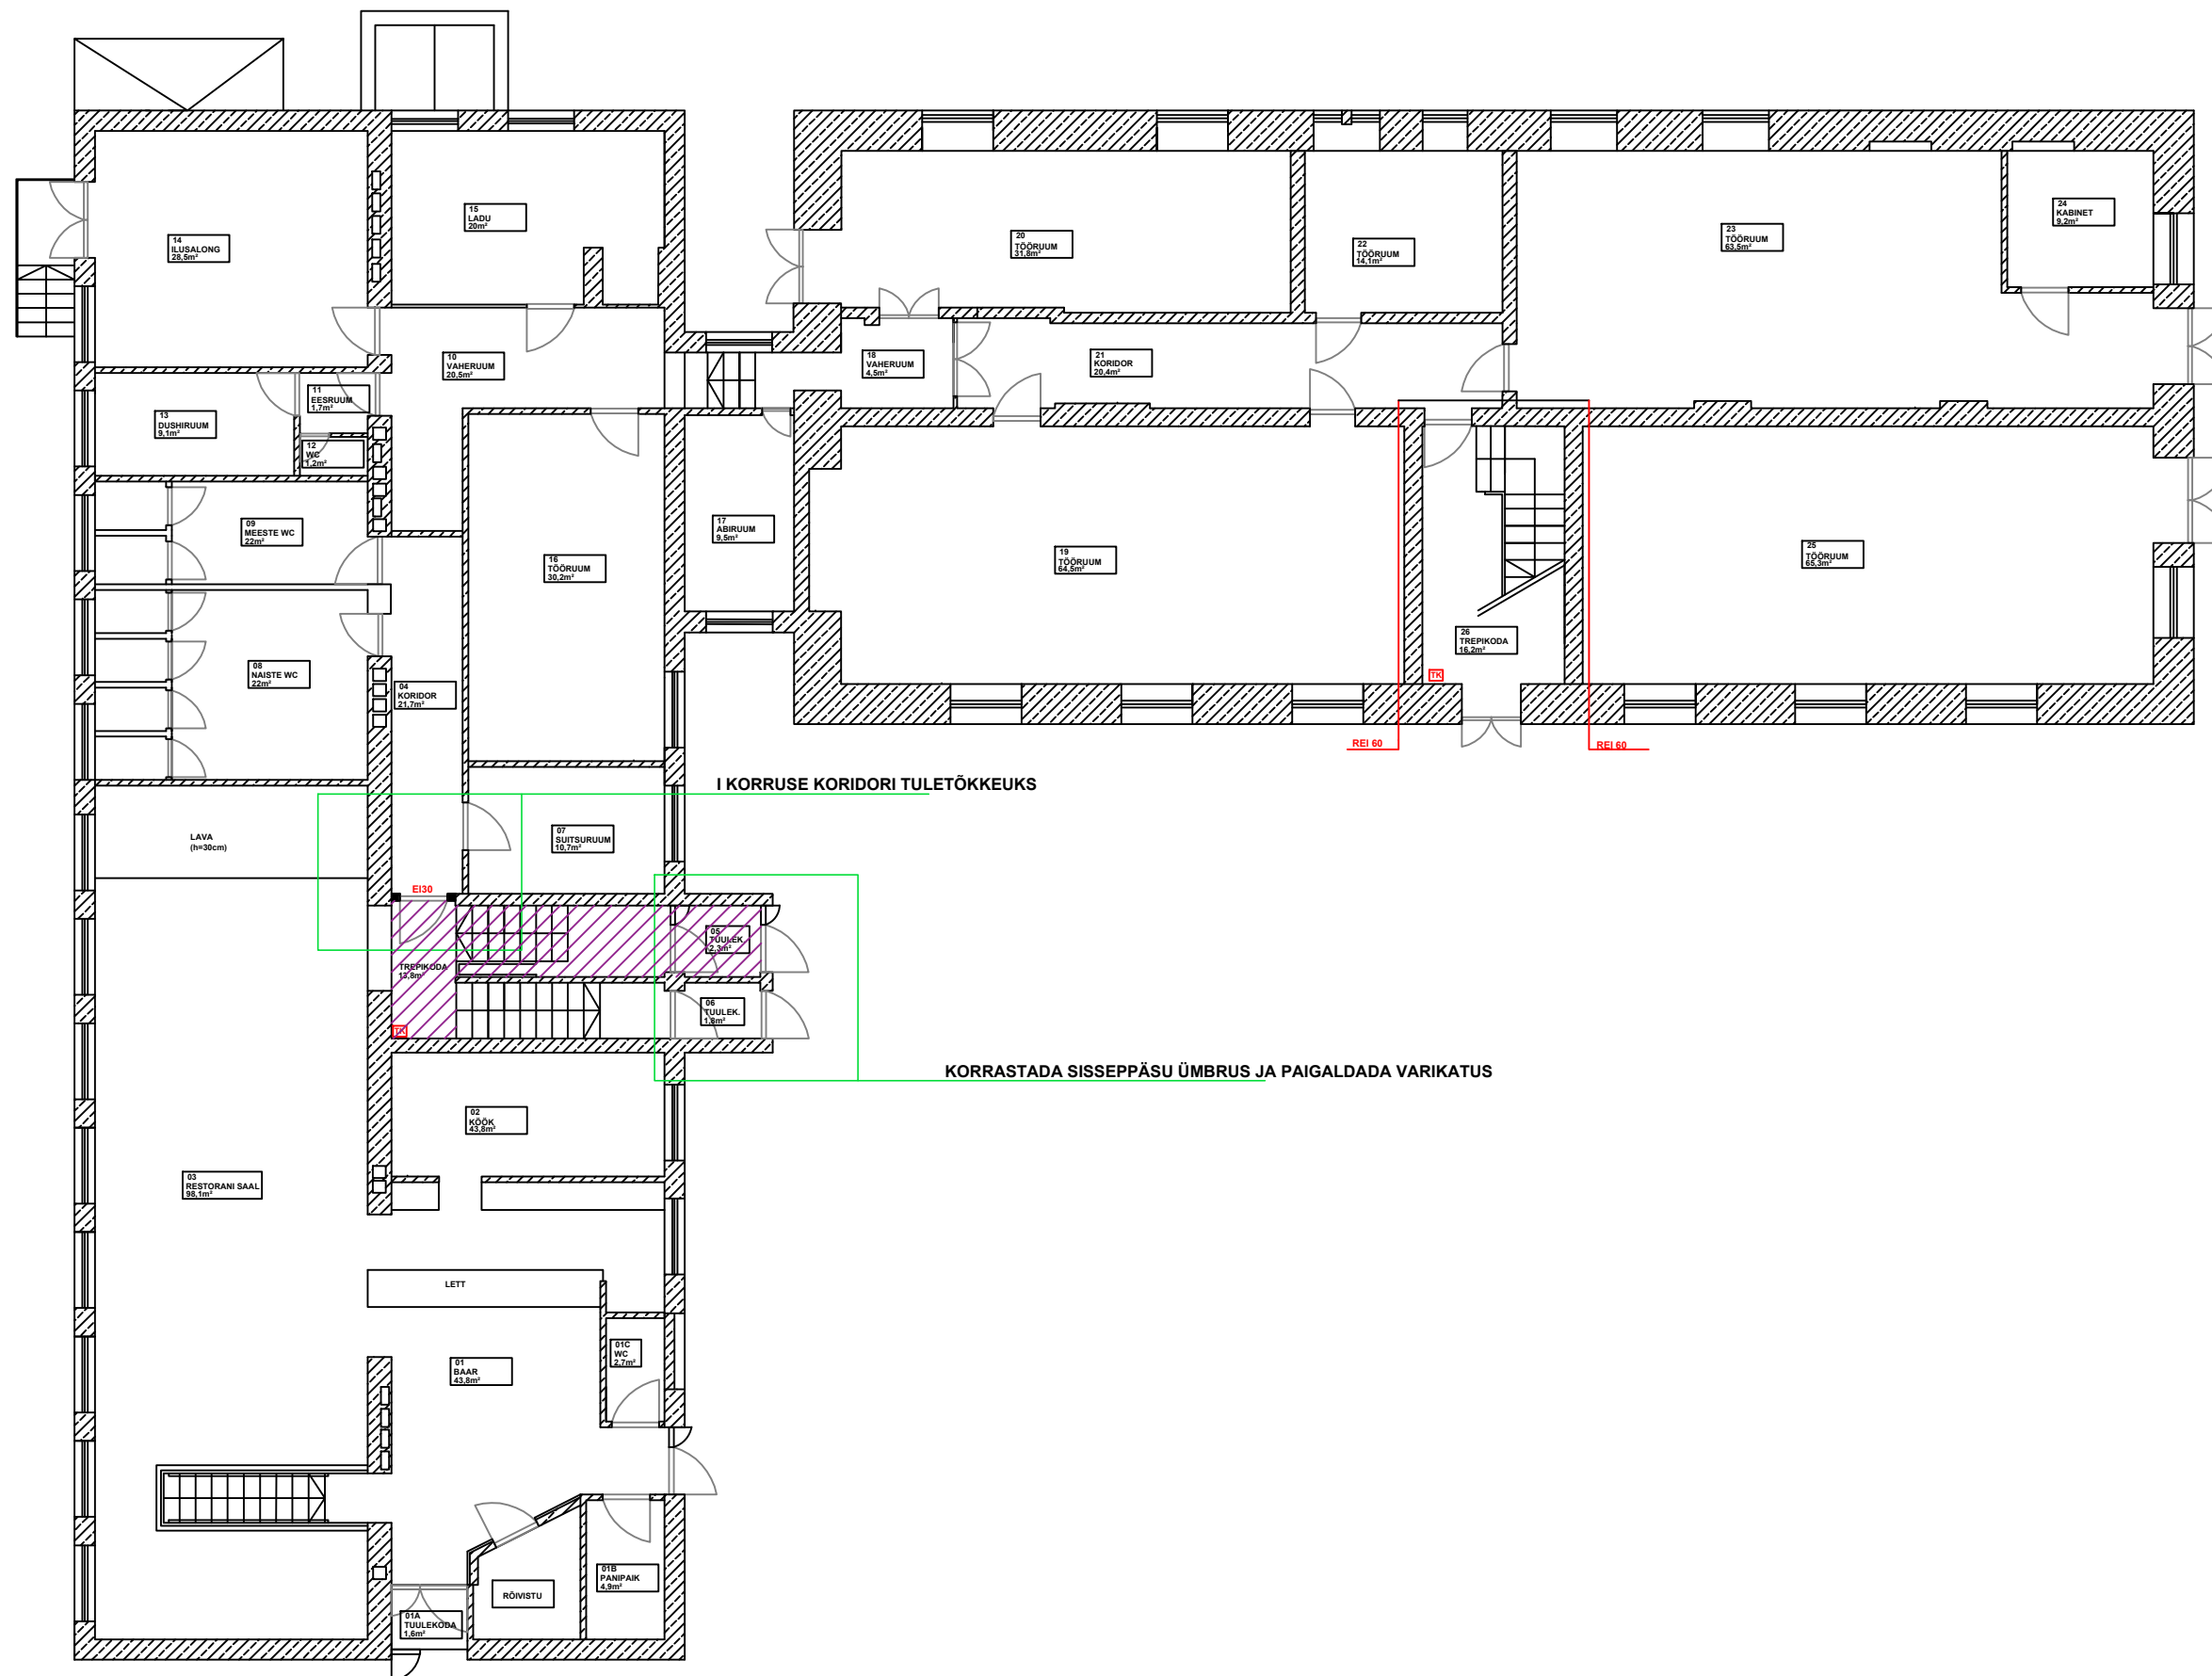 15
LADU
20m²
14
ILUSALONG
28,5m²
20
TÖÖRUUM
31,8m²
22
TÖÖRUUM
14,1m²
23
TÖÖRUUM
63,5m²
24
KABINET
9,2m²
10
VAHERUUM
20,5m²
18
VAHERUUM
4,5m²
21
KORIDOR
20,4m²
11
EESRUUM
1,7m²
13
DUSHIRUUM
9,1m²
12
WC
1,2m²
09
MEESTE WC
22m²
17
ABIRUUM
9,5m²
16
TÖÖRUUM
30,2m²
19
TÖÖRUUM
64,5m²
25
TÖÖRUUM
65,3m²
26
TREPIKODA
16,2m²
TK
08
NAISTE WC
22m²
04
KORIDOR
21,7m²
REI 60
REI 60
I KORRUSE KORIDORI TULETÕKKEUKS
LAVA
(h=30cm)
07
SUITSURUUM
10,7m²
EI30
05
TUULEK.
2,3m²
TREPIKODA
13,8m²
06
TUULEK.
1,8m²
TK
KORRASTADA SISSEPPÄSU ÜMBRUS JA PAIGALDADA VARIKATUS
02
KÖÖK
43,8m²
03
RESTORANI SAAL
98,1m²
LETT
01C
WC
2,7m²
01
BAAR
43,8m²
01B
PANIPAIK
4,9m²
RÕIVISTU
01A
TUULEKODA
1,6m²